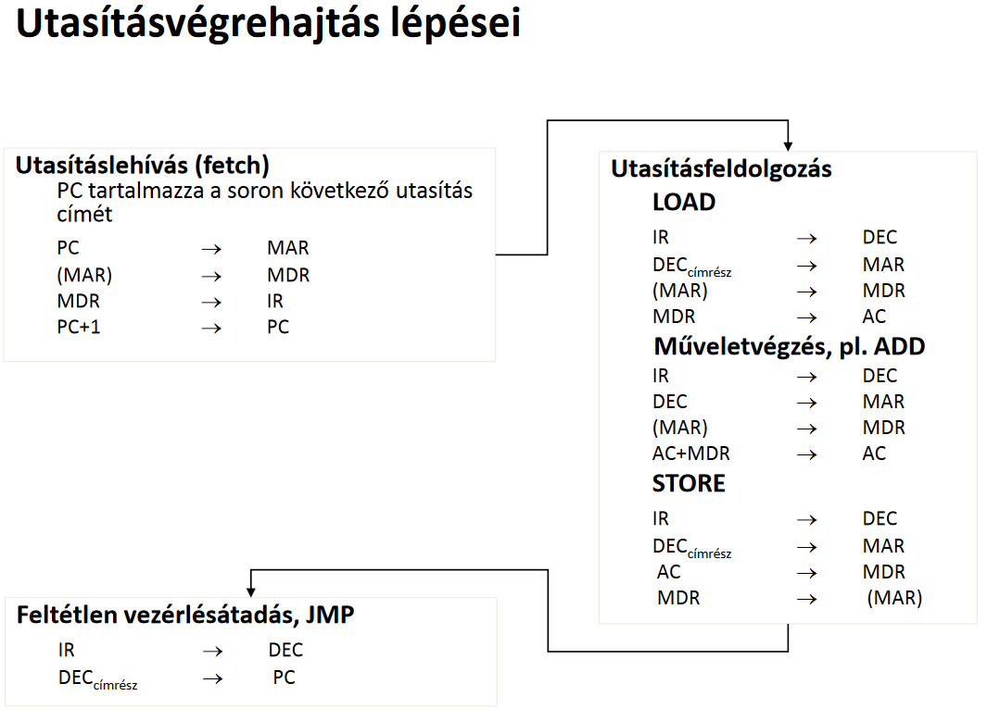 Utasításvégrehajtás lépései
Utasításlehívás (fetch)
PC tartalmazza a soron következő utasítás
címét
PC → MAR
(MAR) → MDR
MDR → IR
PC+1 → PC
Utasításfeldolgozás
LOAD
IR → DEC
DECcímrész → MAR
(MAR) → MDR
MDR → AC
Műveletvégzés, pl. ADD
IR → DEC
DEC → MAR
(MAR) → MDR
AC+MDR → AC
STORE
IR → DEC
DECcímrész → MAR
AC → MDR
MDR → (MAR)
Feltétlen vezérlésátadás, JMP
IR → DEC
DECcímrész → PC